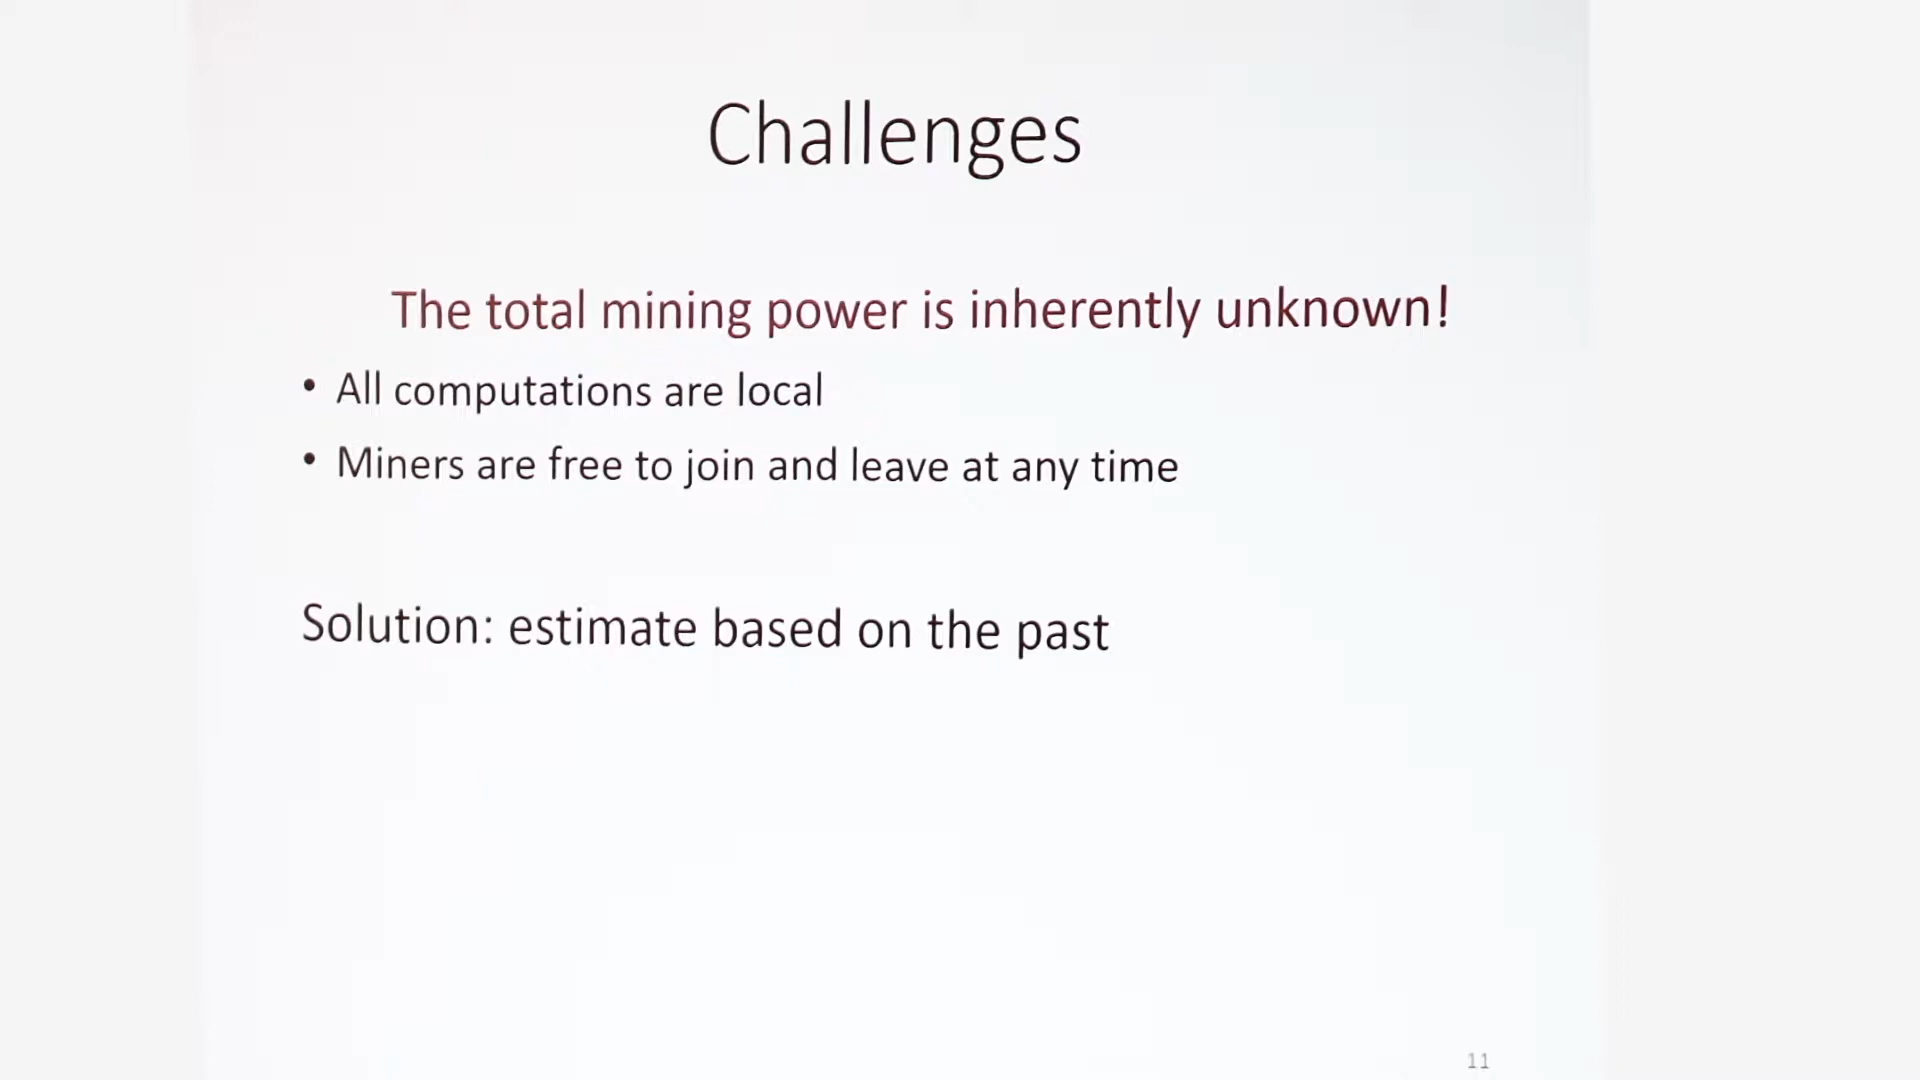 Challenges
The total mining power is inherently unknown!
• All computations are local
• Miners are free to join and leave at any time
Solution: estimate based on the past
11